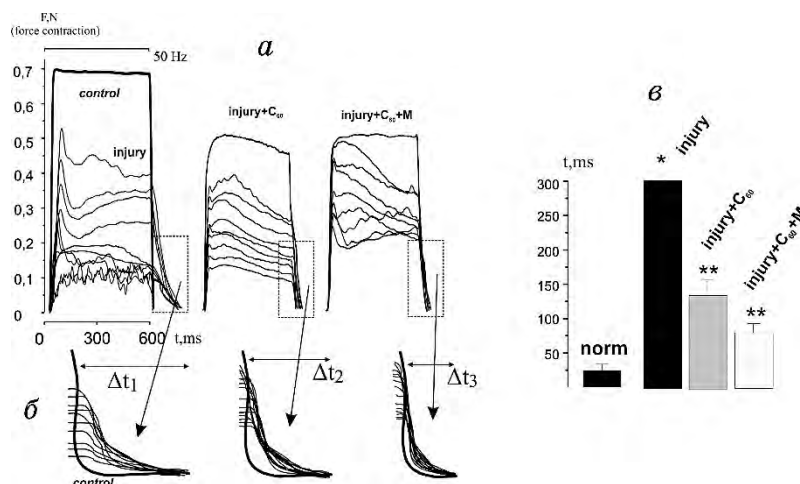 F,N
(force contraction)
50 Hz
а
0,7
0,6
0,5
0,4
0,3
0,2
0,1
0
control
injury
injury+C₆₀
injury+C₆₀+M
0 300 600 t,ms
б
Δt₁
Δt₂
Δt₃
control
в
t,ms
300
250
200
150
100
50
norm
* injury
** injury+C₆₀
** injury+C₆₀+M